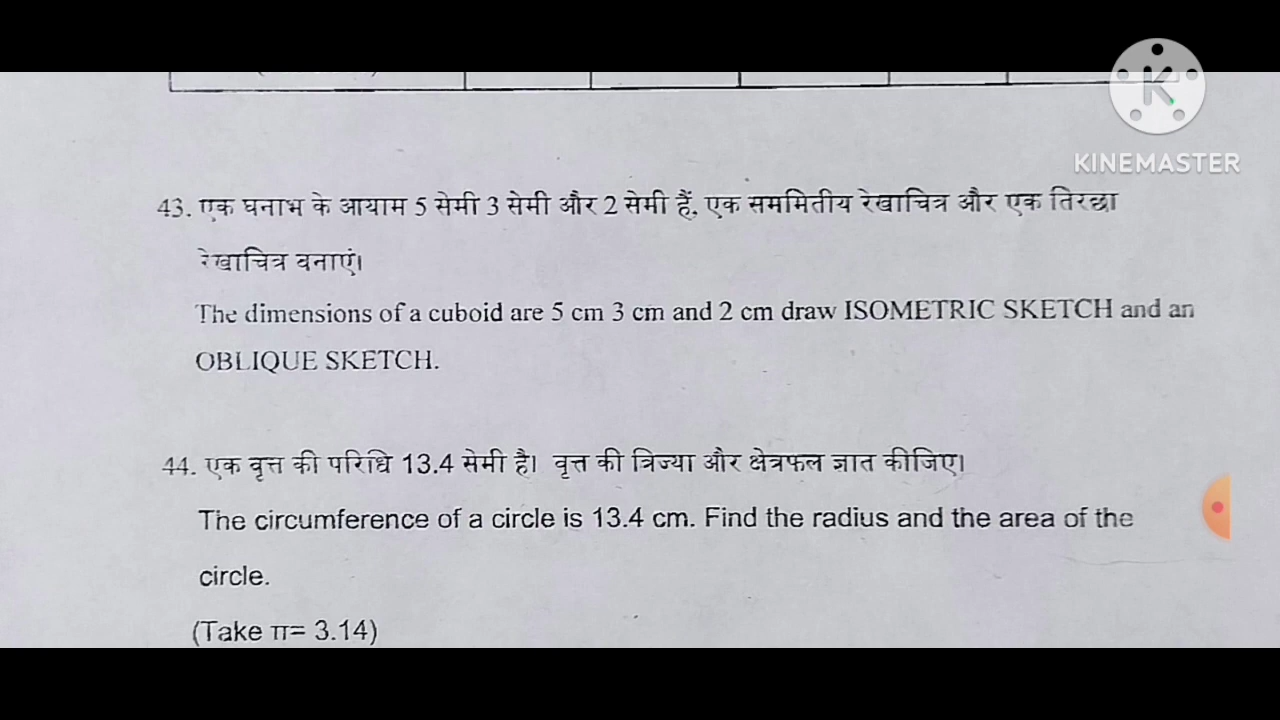 K
KINEMASTER
43. एक घनाभ के आयाम 5 सेमी 3 सेमी और 2 सेमी हैं, एक सममितीय रेखाचित्र और एक तिरछा
रेखाचित्र बनाएं।
The dimensions of a cuboid are 5 cm 3 cm and 2 cm draw ISOMETRIC SKETCH and an
OBLIQUE SKETCH.
44. एक वृत्त की परिधि 13.4 सेमी है। वृत्त की त्रिज्या और क्षेत्रफल ज्ञात कीजिए।
The circumference of a circle is 13.4 cm. Find the radius and the area of the
circle.
(Take π= 3.14)